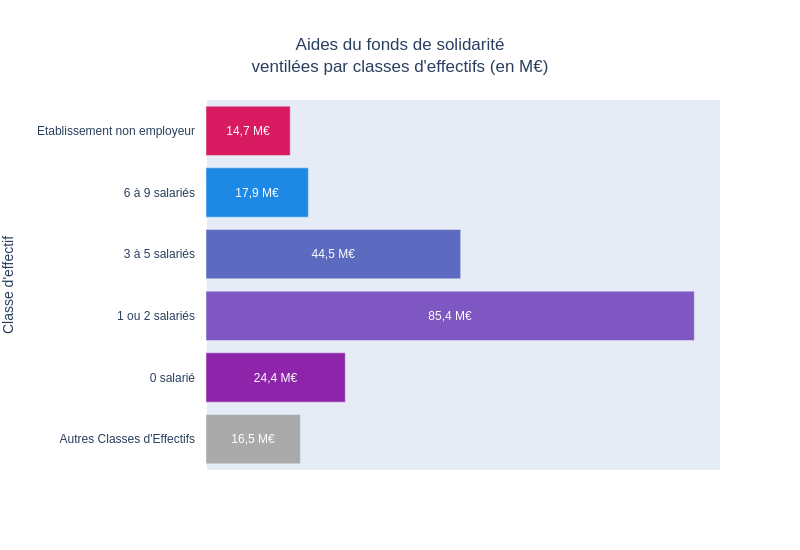 Aides du fonds de solidarité
ventilées par classes d'effectifs (en M€)
Classe d'effectif
Etablissement non employeur
14,7 M€
6 à 9 salariés
17,9 M€
3 à 5 salariés
44,5 M€
1 ou 2 salariés
85,4 M€
0 salarié
24,4 M€
Autres Classes d'Effectifs
16,5 M€